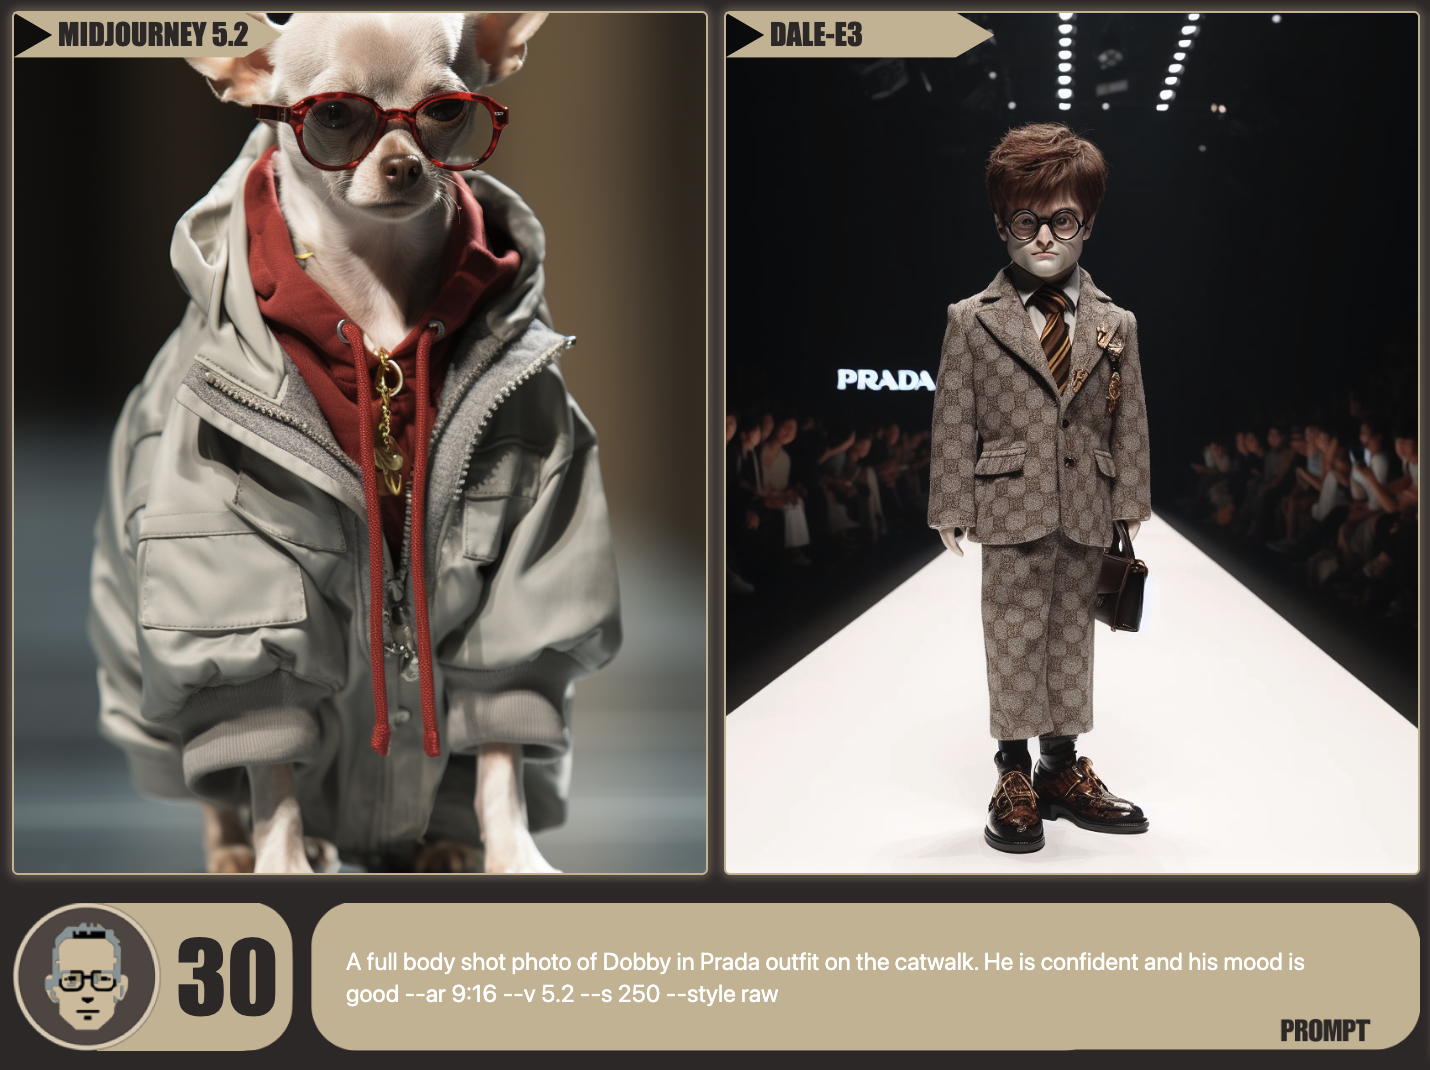 MIDJOURNEY 5.2
DALE-E3
PRADA
30
A full body shot photo of Dobby in Prada outfit on the catwalk. He is confident and his mood is
good --ar 9:16 --v 5.2 --s 250 --style raw
PROMPT